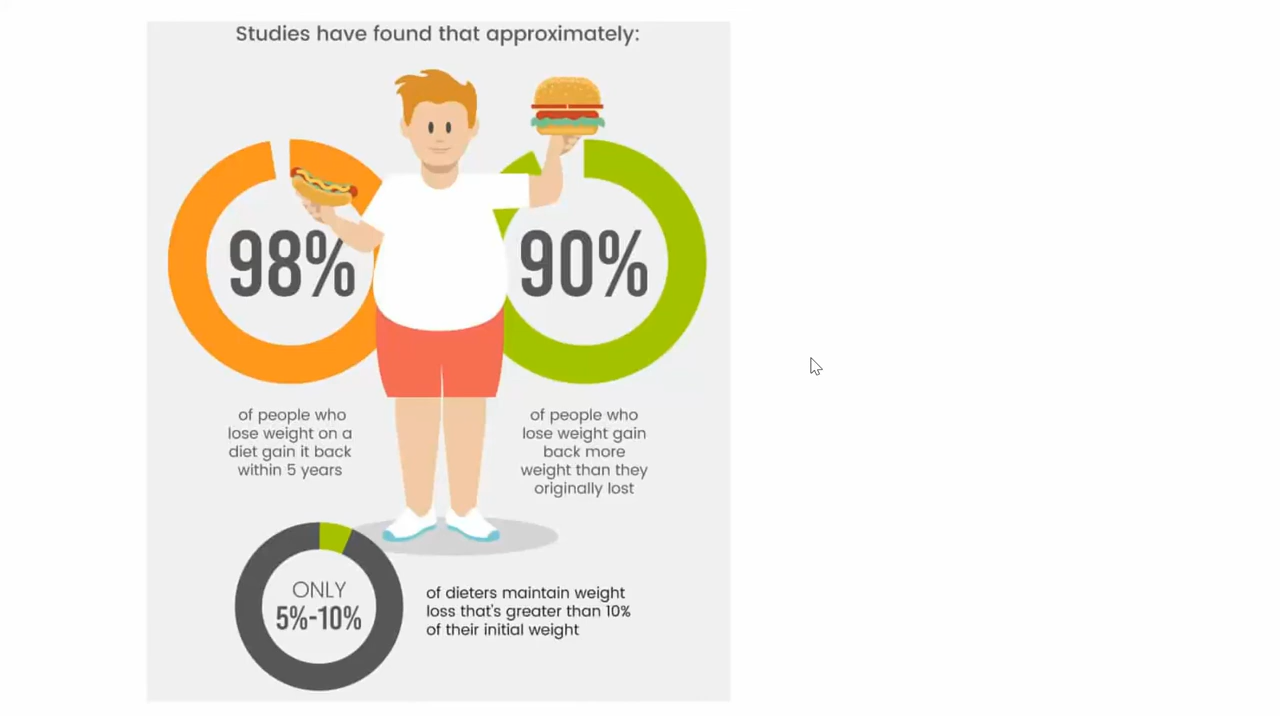 Studies have found that approximately:
98%
of people who
lose weight on a
diet gain it back
within 5 years
90%
of people who
lose weight gain
back more
weight than they
originally lost
ONLY
5%-10%
of dieters maintain weight
loss that's greater than 10%
of their initial weight